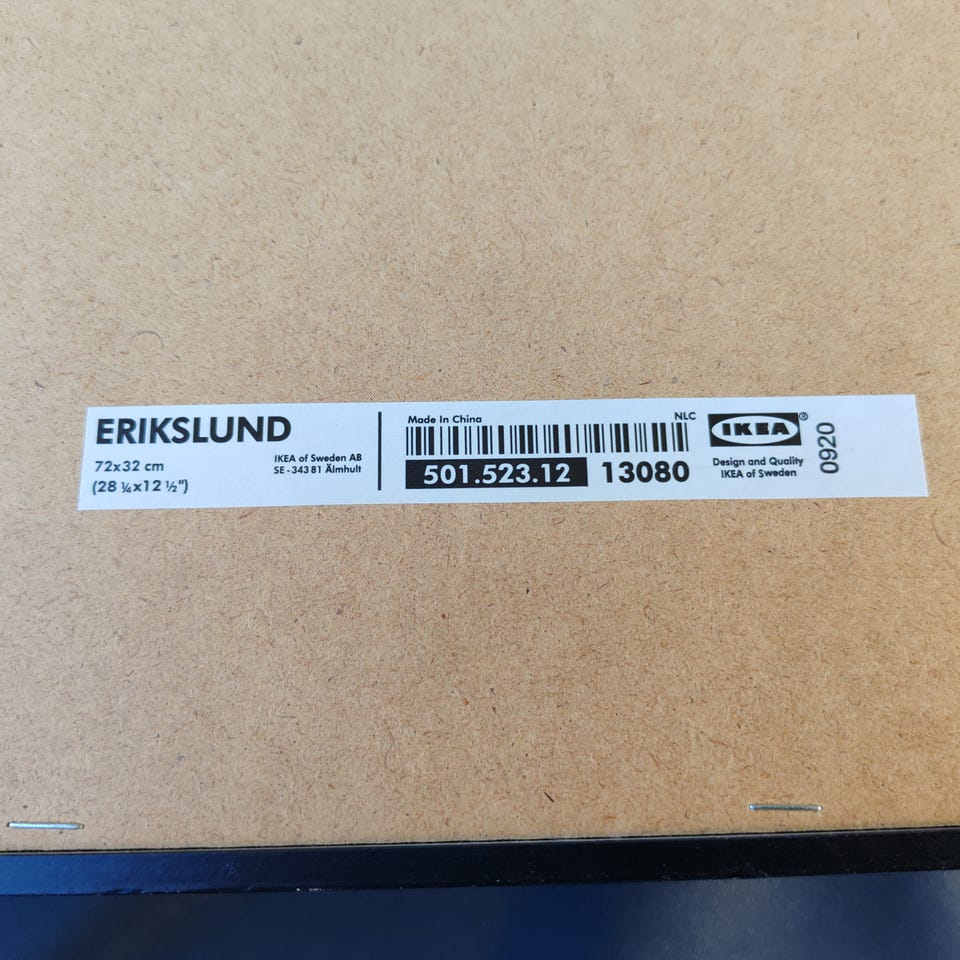 ERIKSLUND
72x32 cm
(28 ¼x12 ½")
IKEA of Sweden AB
SE - 343 81 Älmhult
Made In China
NLC
501.523.12 13080
IKEA®
Design and Quality
IKEA of Sweden
0920